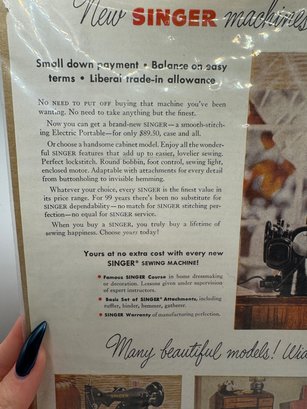 New SINGER machines
Small down payment • Balance on easy
terms • Liberal trade-in allowance
No need to put off buying that machine you've been
wanting. No need to take anything but the finest.
Now you can get a brand-new SINGER—a smooth-stitch-
ing Electric Portable—for only $89.50, case and all.
Or choose a handsome cabinet model. Enjoy all the wonder-
ful SINGER features that add up to easier, lovelier sewing.
Perfect lockstitch. Round bobbin, foot control, sewing light,
enclosed motor. Adaptable with attachments for every detail
from buttonholing to invisible hemming.
Whatever your choice, every SINGER is the finest value in
its price range. For 99 years there's been no substitute for
SINGER dependability—no match for SINGER stitching per-
fection—no equal for SINGER service.
When you buy a SINGER, you truly buy a lifetime of
sewing happiness. Choose yours today!
Yours at no extra cost with every new
SINGER* SEWING MACHINE!
• Famous SINGER Course in home dressmaking
or decoration. Lessons given under supervision
of expert instructors.
• Basic Set of SINGER Attachments, including
ruffler, binder, hemmer, gatherer.
• SINGER Warranty of manufacturing perfection.
Many beautiful models!